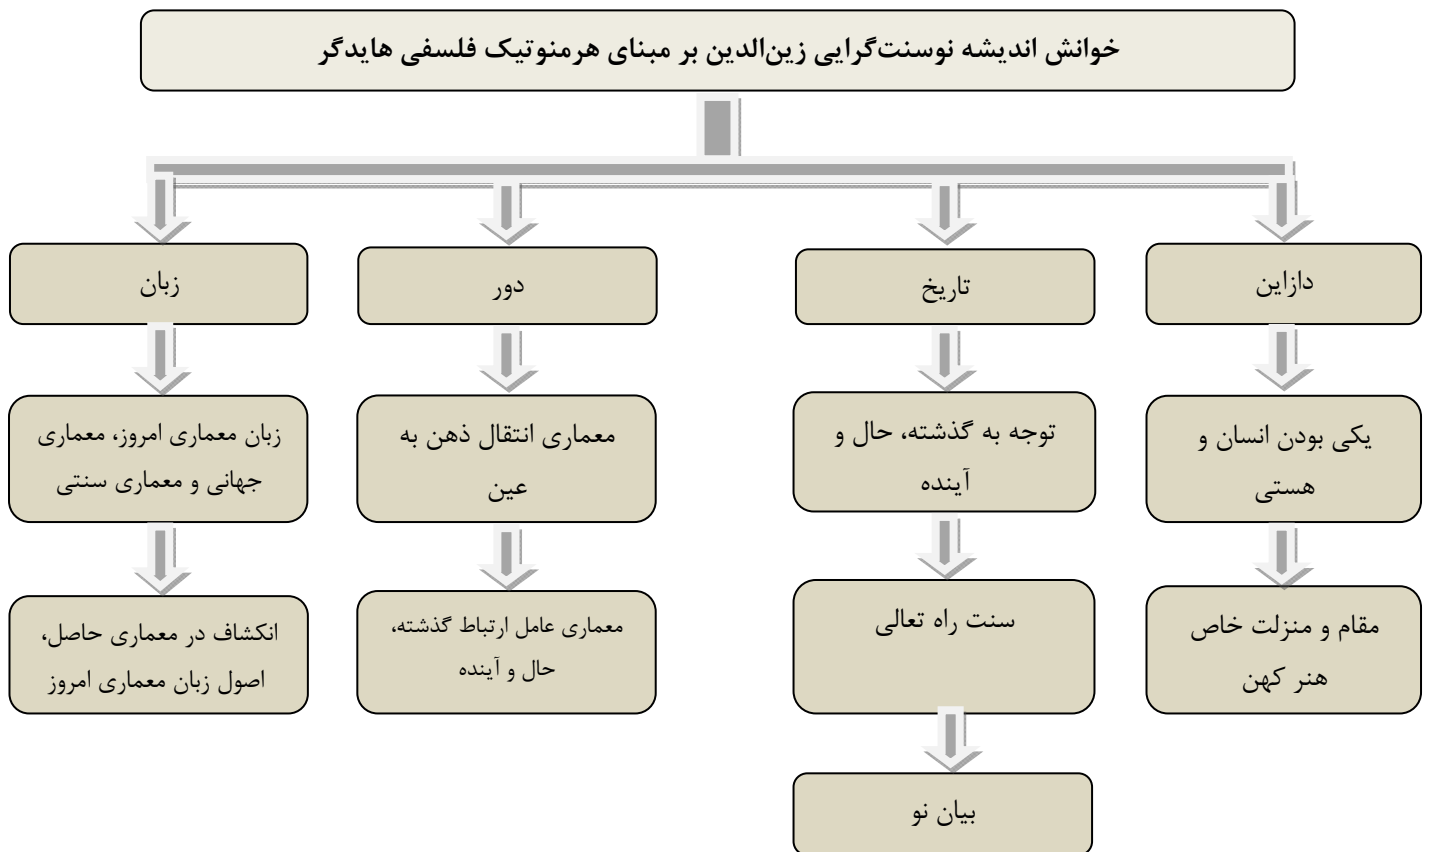 خوانش اندیشه نوسنت‌گرایی زین‌الدین بر مبنای هرمنوتیک فلسفی هایدگر
دازاین
تاریخ
دور
زبان
یکی بودن انسان و
هستی
توجه به گذشته، حال و
آینده
معماری انتقال ذهن به
عین
زبان معماری امروز، معماری
جهانی و معماری سنتی
مقام و منزلت خاص
هنر کهن
سنت راه تعالی
معماری عامل ارتباط گذشته،
حال و آینده
انکشاف در معماری حاصل،
اصول زبان معماری امروز
بیان نو